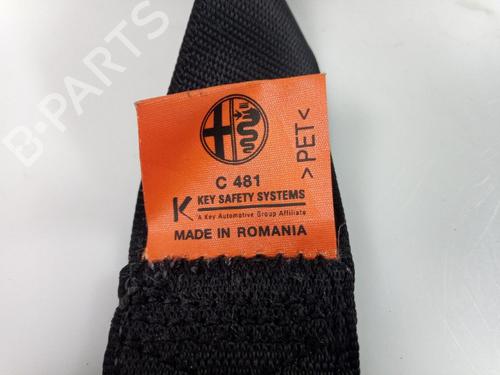 B-PARTS
C 481
K KEY SAFETY SYSTEMS
A Key Automotive Group Affiliate
MADE IN ROMANIA
>PET<